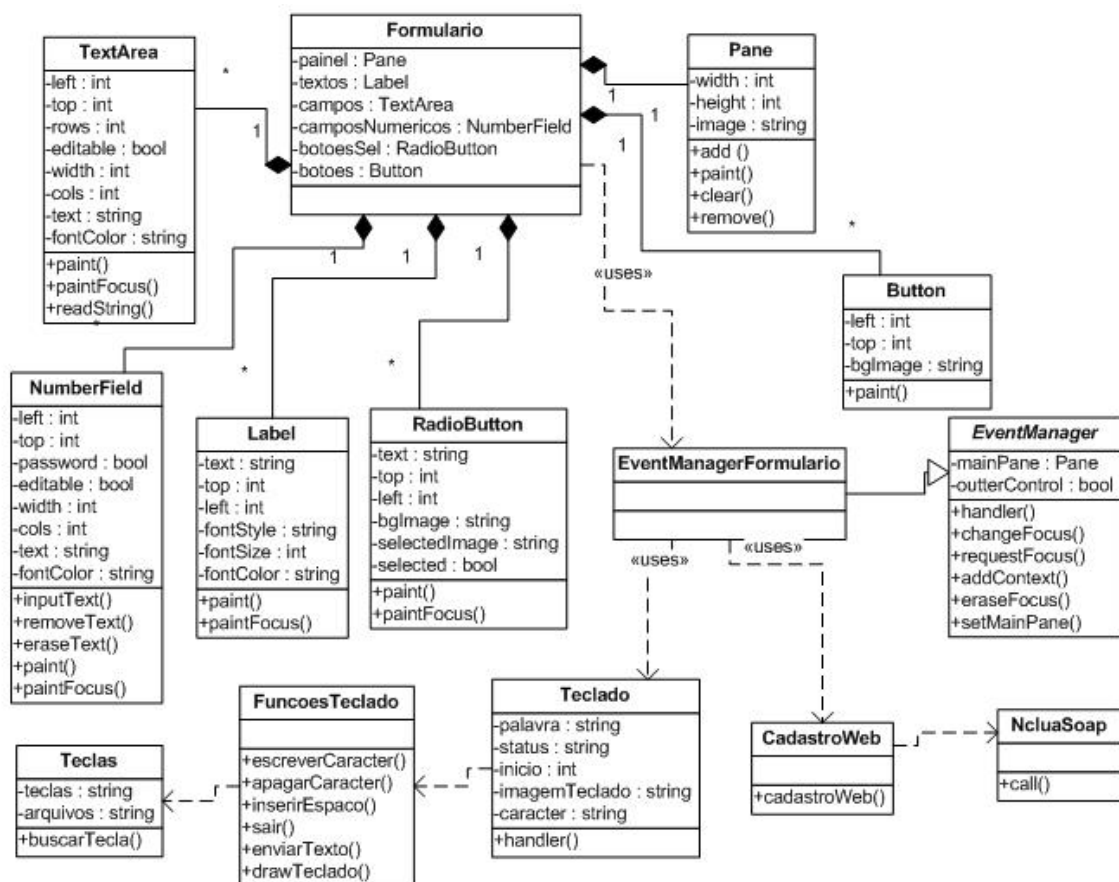 TextArea
-left : int
-top : int
-rows : int
-editable : bool
-width : int
-cols : int
-text : string
-fontColor : string
+paint()
+paintFocus()
+readString()
*
1
*
Formulario
-painel : Pane
-textos : Label
-campos : TextArea
-camposNumericos : NumberField
-botoesSel : RadioButton
-botoes : Button
1
1
1
1
1
1
Pane
-width : int
-height : int
-image : string
+add ()
+paint()
+clear()
+remove()
*
«uses»
Button
-left : int
-top : int
-bgImage : string
+paint()
NumberField
-left : int
-top : int
-password : bool
-editable : bool
-width : int
-cols : int
-text : string
-fontColor : string
+inputText()
+removeText()
+eraseText()
+paint()
+paintFocus()
*
Label
-text : string
-top : int
-left : int
-fontStyle : string
-fontSize : int
-fontColor : string
+paint()
+paintFocus()
*
RadioButton
-text : string
-top : int
-left : int
-bgImage : string
-selectedImage : string
-selected : bool
+paint()
+paintFocus()
EventManagerFormulario
«uses»
«uses»
EventManager
-mainPane : Pane
-outterControl : bool
+handler()
+changeFocus()
+requestFocus()
+addContext()
+eraseFocus()
+setMainPane()
Teclas
-teclas : string
-arquivos : string
+buscarTecla()
FuncoesTeclado
+escreverCaracter()
+apagarCaracter()
+inserirEspaco()
+sair()
+enviarTexto()
+drawTeclado()
Teclado
-palavra : string
-status : string
-inicio : int
-imagemTeclado : string
-caracter : string
+handler()
CadastroWeb
+cadastroWeb()
NcluaSoap
+call()